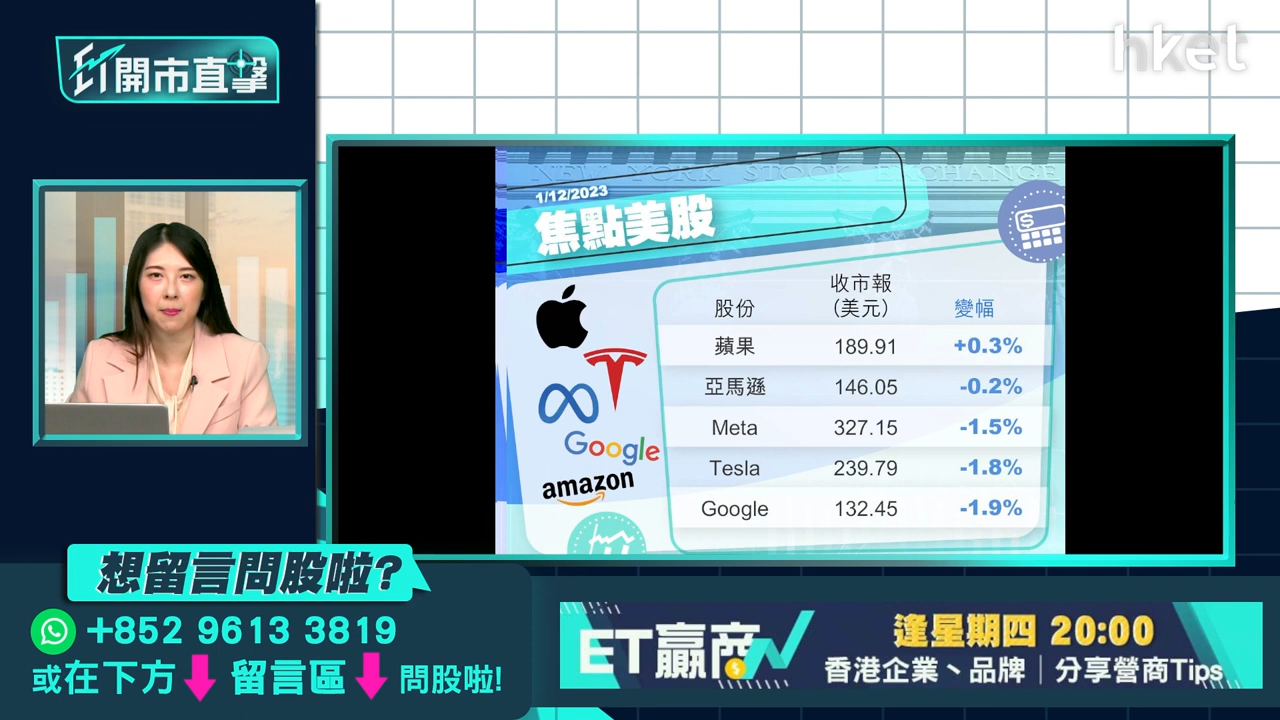 ET開市直擊
hket
NEW YORK STOCK EXCHANGE
1/12/2023
焦點美股
股份 收市報(美元) 變幅
蘋果 189.91 +0.3%
亞馬遜 146.05 -0.2%
Meta 327.15 -1.5%
Tesla 239.79 -1.8%
Google 132.45 -1.9%
Google
amazon
想留言問股啦?
+852 9613 3819
或在下方 留言區 問股啦!
ET贏商
逢星期四 20:00
香港企業、品牌|分享營商Tips